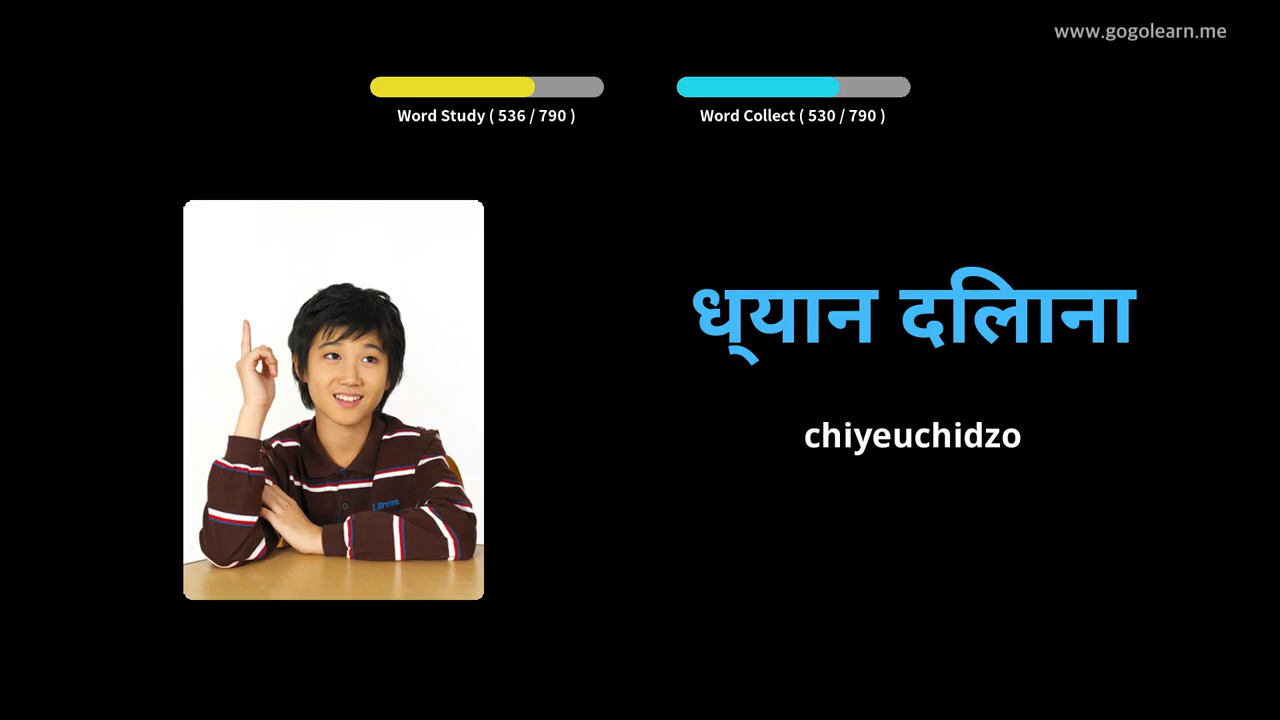 www.gogolearn.me
Word Study ( 536 / 790 )
Word Collect ( 530 / 790 )
ध्यान दिलाना
chiyeuchidzo